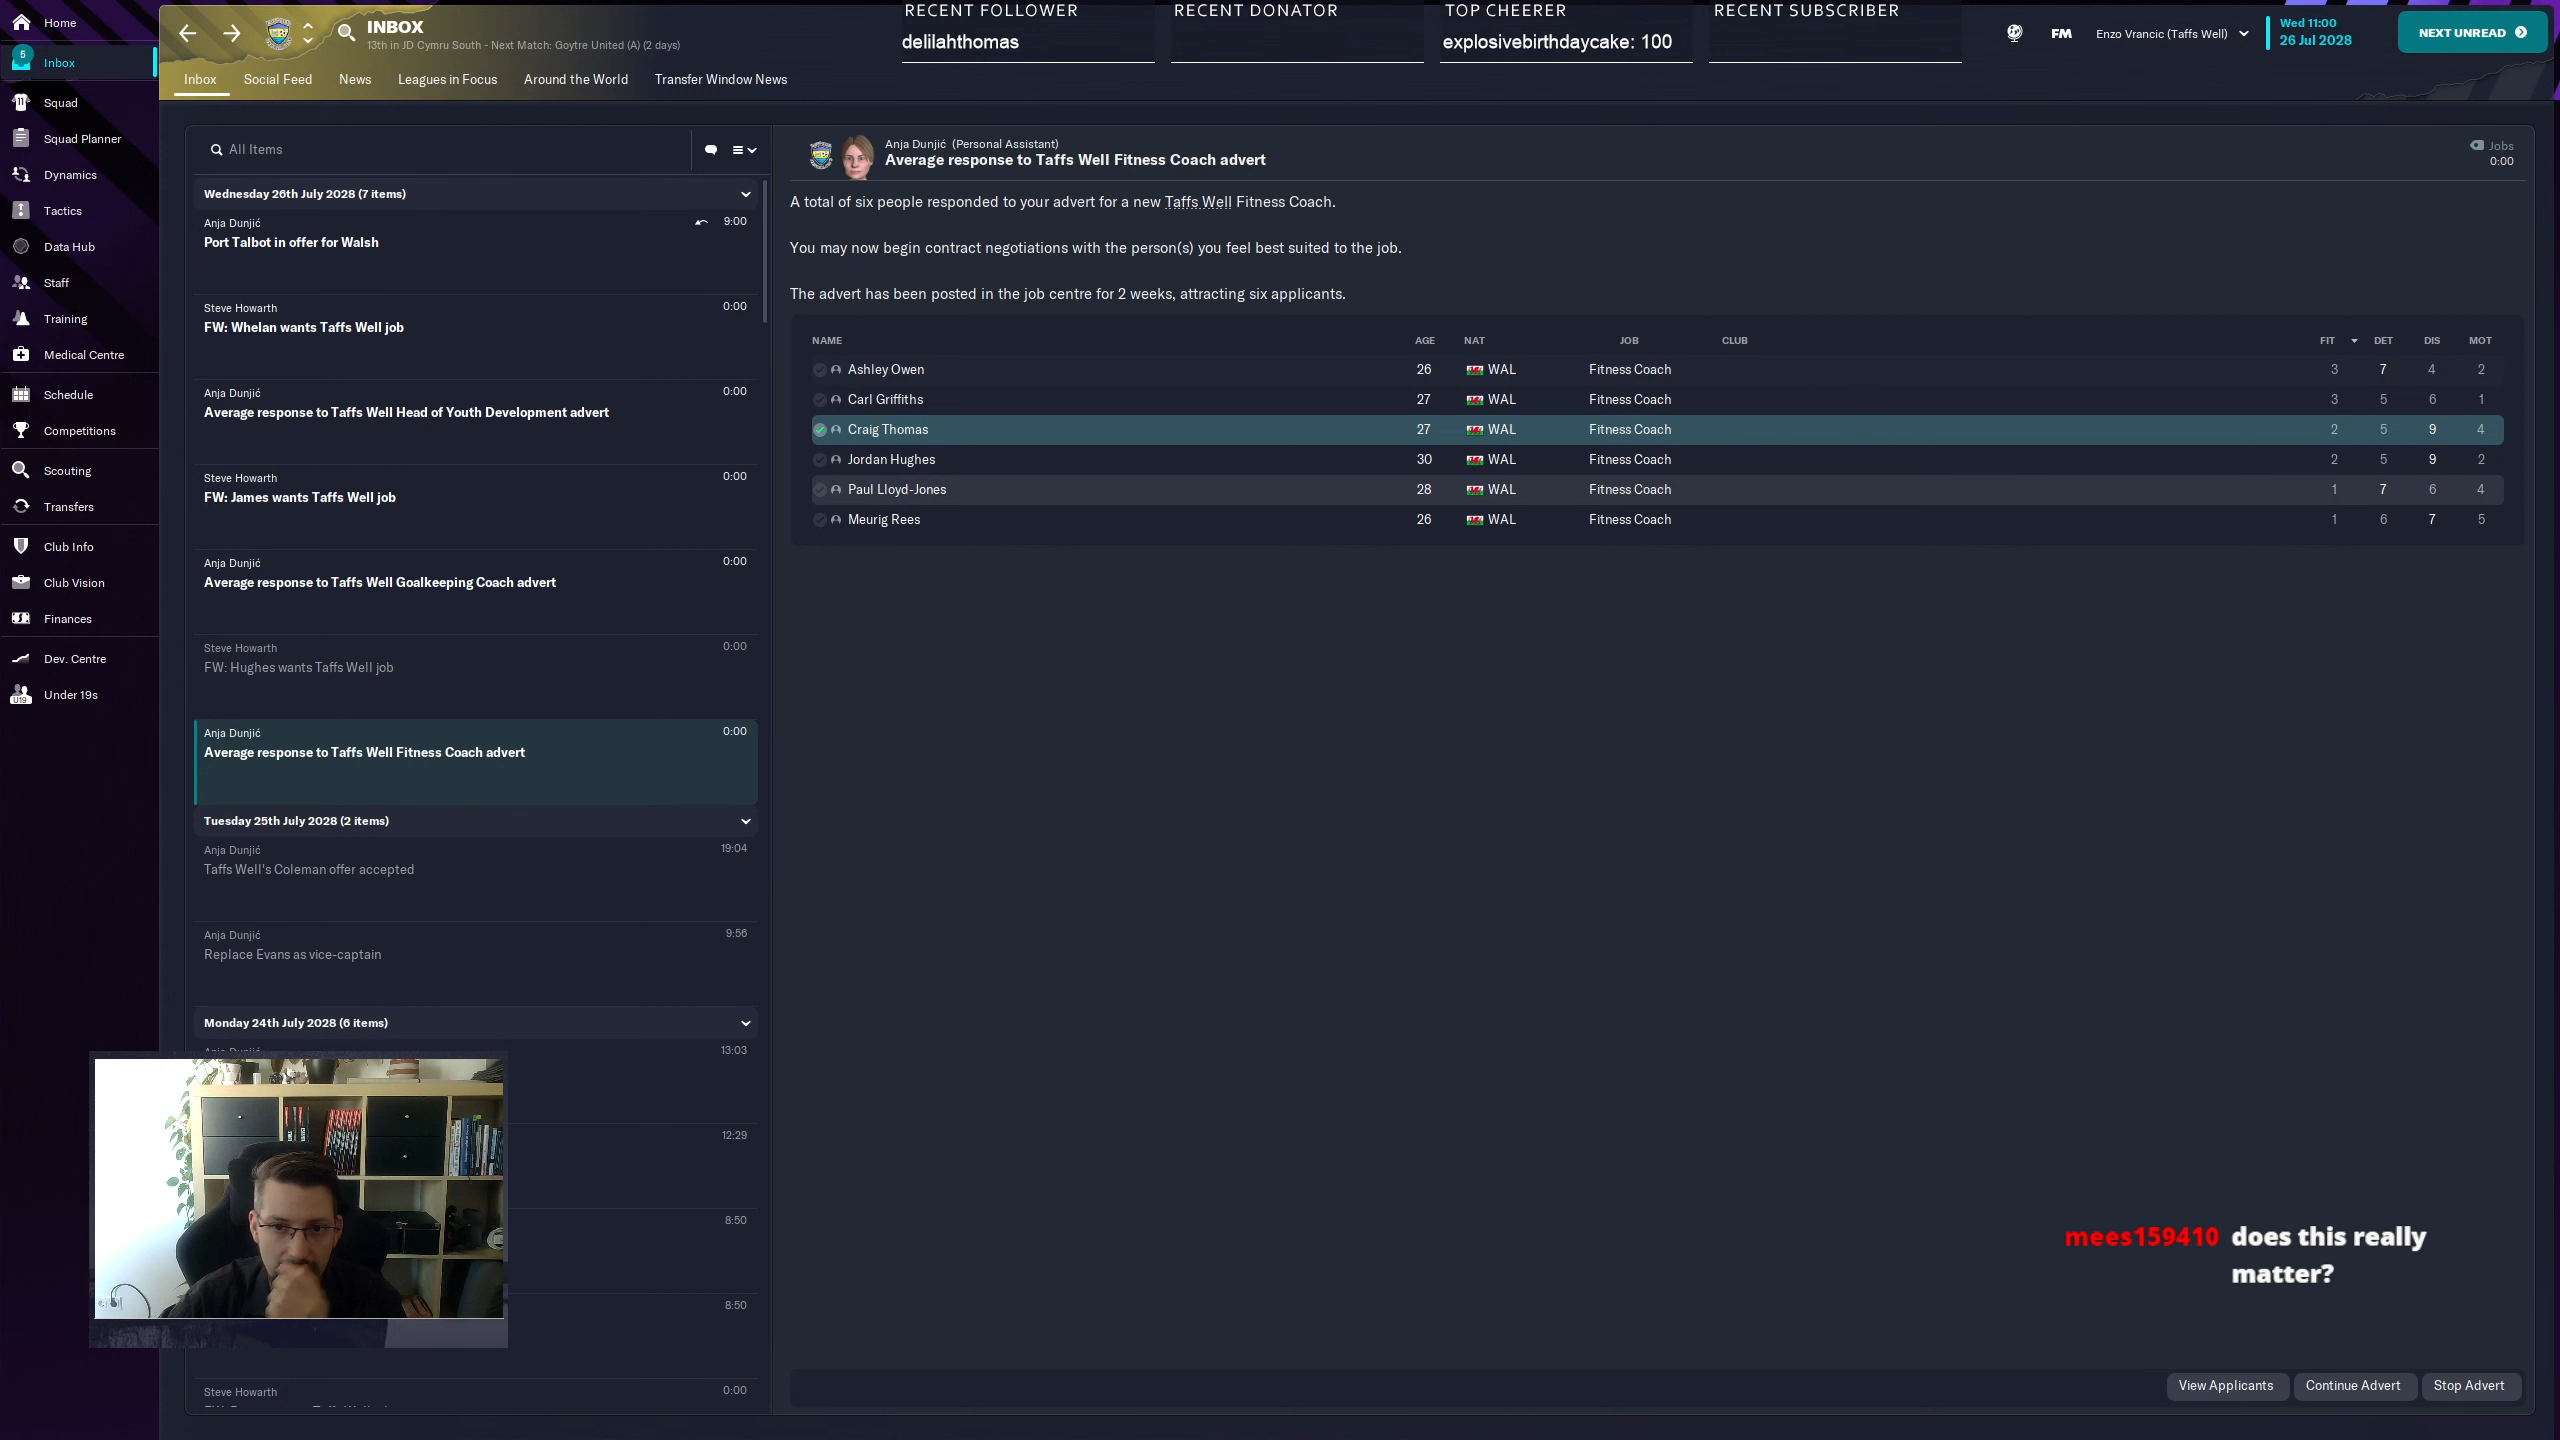 Home
5
Inbox
Squad
Squad Planner
Dynamics
Tactics
Data Hub
Staff
Training
Medical Centre
Schedule
Competitions
Scouting
Transfers
Club Info
Club Vision
Finances
Dev. Centre
U19
Under 19s
INBOX
13th in JD Cymru South - Next Match: Goytre United (A) (2 days)
Inbox Social Feed News Leagues in Focus Around the World Transfer Window News
RECENT FOLLOWER RECENT DONATOR TOP CHEERER RECENT SUBSCRIBER
delilahthomas explosivebirthdaycake: 100
FM Enzo Vrancic (Taffs Well)
Wed 11:00
26 Jul 2028
NEXT UNREAD
All Items
Wednesday 26th July 2028 (7 items)
Anja Dunjić 9:00
Port Talbot in offer for Walsh
Steve Howarth 0:00
FW: Whelan wants Taffs Well job
Anja Dunjić 0:00
Average response to Taffs Well Head of Youth Development advert
Steve Howarth 0:00
FW: James wants Taffs Well job
Anja Dunjić 0:00
Average response to Taffs Well Goalkeeping Coach advert
Steve Howarth 0:00
FW: Hughes wants Taffs Well job
Anja Dunjić 0:00
Average response to Taffs Well Fitness Coach advert
Tuesday 25th July 2028 (2 items)
Anja Dunjić 19:04
Taffs Well's Coleman offer accepted
Anja Dunjić 9:56
Replace Evans as vice-captain
Monday 24th July 2028 (6 items)
13:03
12:29
8:50
8:50
Steve Howarth 0:00
Anja Dunjić (Personal Assistant)
Average response to Taffs Well Fitness Coach advert
Jobs
0:00
A total of six people responded to your advert for a new Taffs Well Fitness Coach.
You may now begin contract negotiations with the person(s) you feel best suited to the job.
The advert has been posted in the job centre for 2 weeks, attracting six applicants.
NAME AGE NAT JOB CLUB FIT DET DIS MOT
Ashley Owen 26 WAL Fitness Coach 3 7 4 2
Carl Griffiths 27 WAL Fitness Coach 3 5 6 1
Craig Thomas 27 WAL Fitness Coach 2 5 9 4
Jordan Hughes 30 WAL Fitness Coach 2 5 9 2
Paul Lloyd-Jones 28 WAL Fitness Coach 1 7 6 4
Meurig Rees 26 WAL Fitness Coach 1 6 7 5
mees159410 does this really
matter?
View Applicants Continue Advert Stop Advert